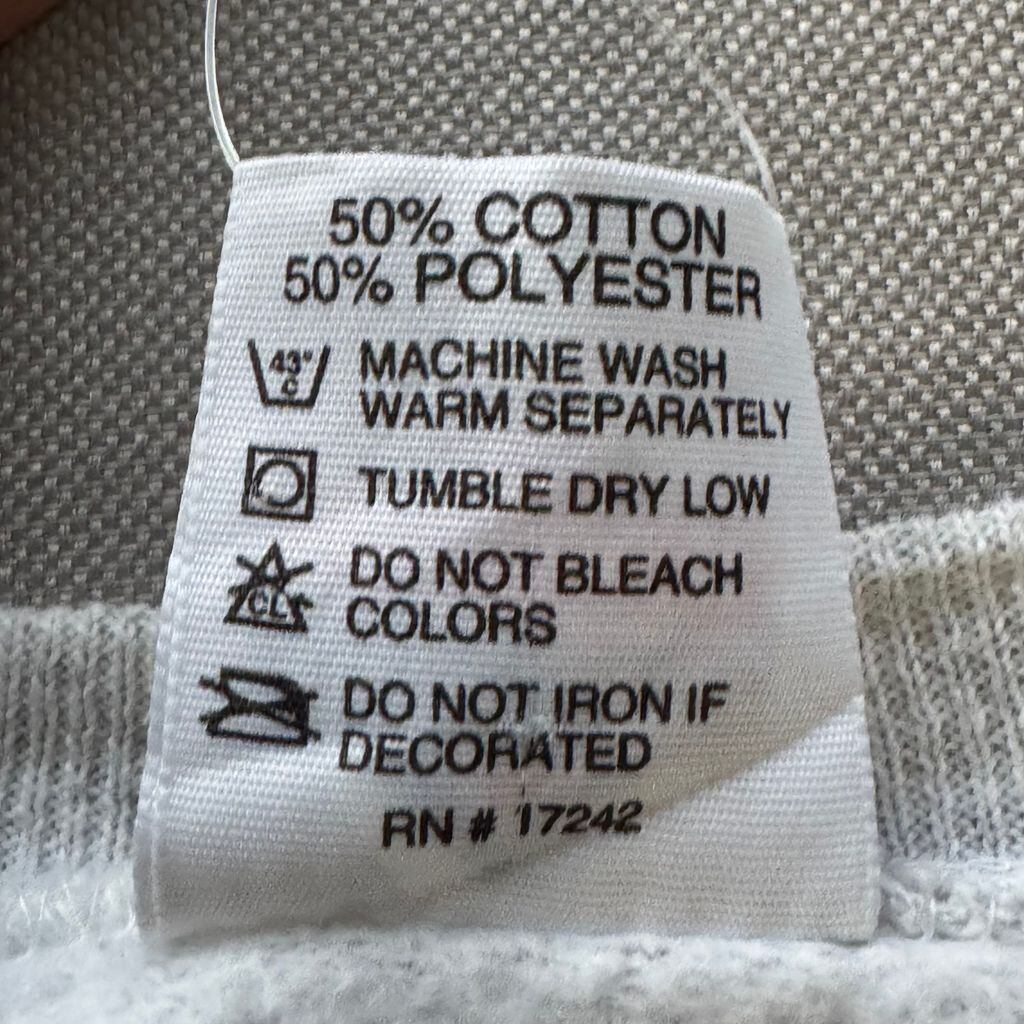 50% COTTON
50% POLYESTER
43°
C
MACHINE WASH
WARM SEPARATELY
TUMBLE DRY LOW
CL
DO NOT BLEACH
COLORS
DO NOT IRON IF
DECORATED
RN # 17242